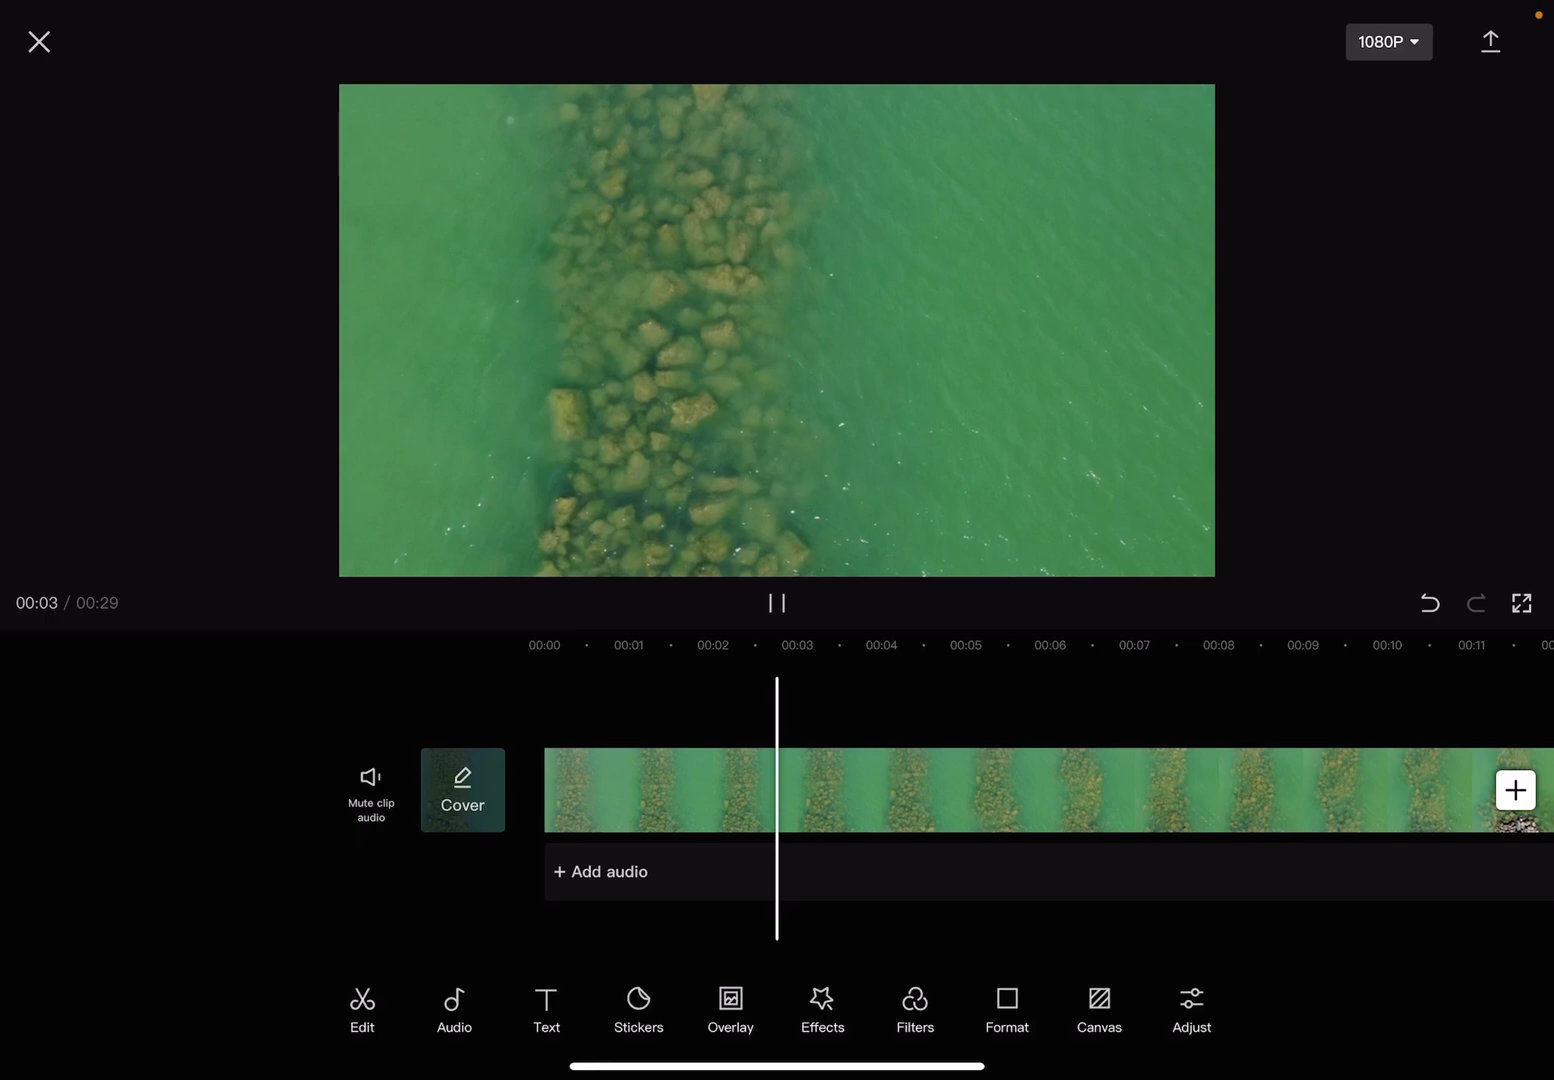 1080P
00:03 / 00:29
00:00 00:01 00:02 00:03 00:04 00:05 00:06 00:07 00:08 00:09 00:10 00:11 00
Mute clip
audio
Cover
+ Add audio
Edit Audio Text Stickers Overlay Effects Filters Format Canvas Adjust